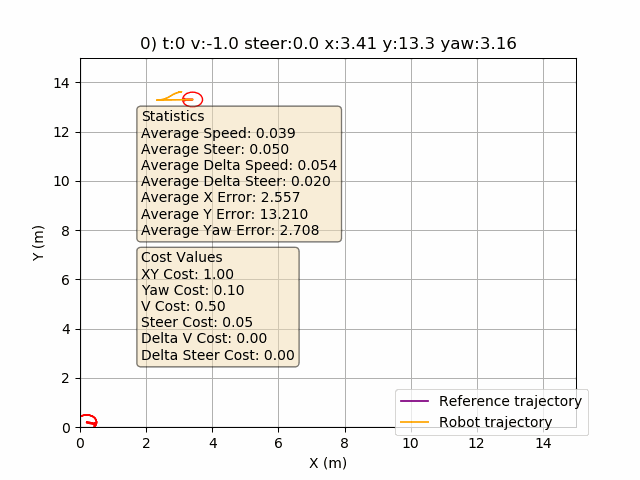 0) t:0 v:-1.0 steer:0.0 x:3.41 y:13.3 yaw:3.16
14
12
10
8
6
4
2
0
Y (m)
Statistics
Average Speed: 0.039
Average Steer: 0.050
Average Delta Speed: 0.054
Average Delta Steer: 0.020
Average X Error: 2.557
Average Y Error: 13.210
Average Yaw Error: 2.708
Cost Values
XY Cost: 1.00
Yaw Cost: 0.10
V Cost: 0.50
Steer Cost: 0.05
Delta V Cost: 0.00
Delta Steer Cost: 0.00
Reference trajectory
Robot trajectory
0 2 4 6 8 10 12 14
X (m)